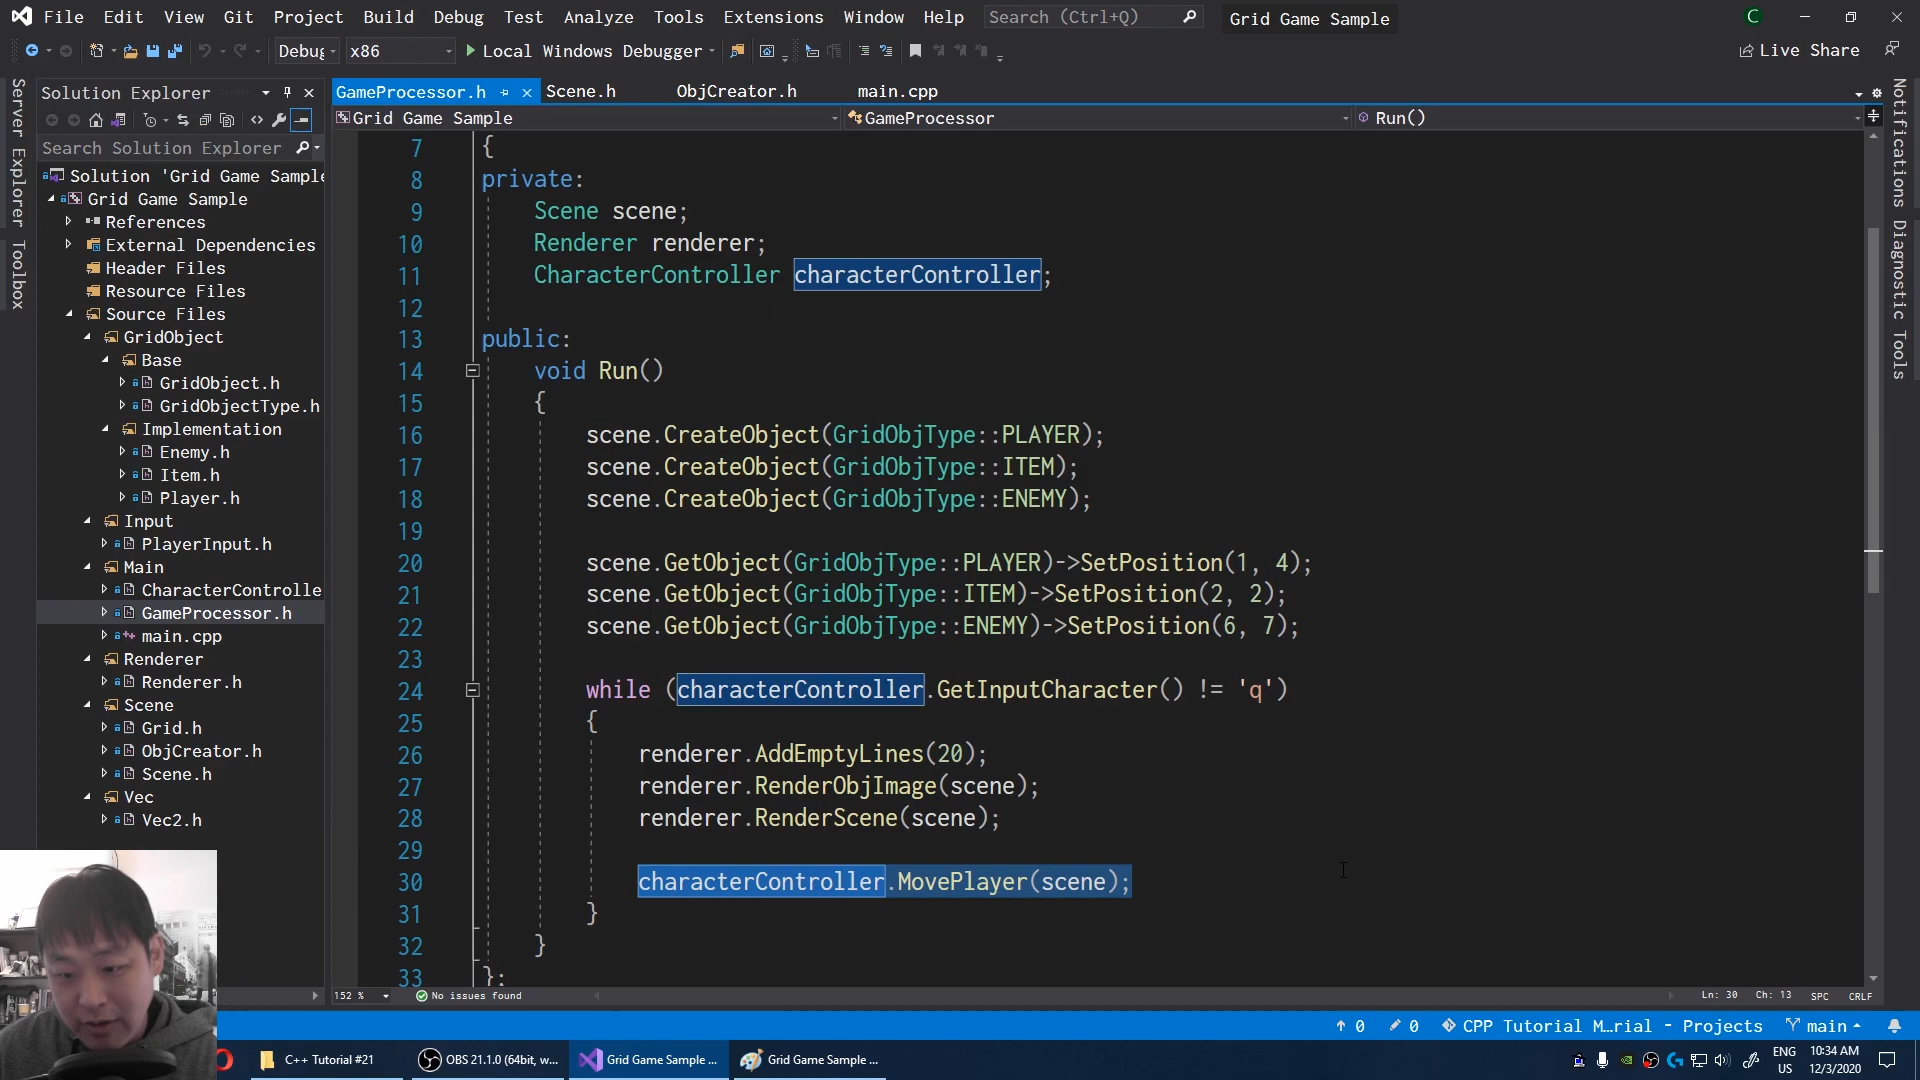 File Edit View Git Project Build Debug Test Analyze Tools Extensions Window Help Search (Ctrl+Q) Grid Game Sample C
Debug x86 Local Windows Debugger Live Share
Server Explorer
Toolbox
Solution Explorer
Search Solution Explorer
Solution 'Grid Game Sample
Grid Game Sample
References
External Dependencies
Header Files
Resource Files
Source Files
GridObject
Base
GridObject.h
GridObjectType.h
Implementation
Enemy.h
Item.h
Player.h
Input
PlayerInput.h
Main
CharacterControlle
GameProcessor.h
main.cpp
Renderer
Renderer.h
Scene
Grid.h
ObjCreator.h
Scene.h
Vec
Vec2.h
GameProcessor.h Scene.h ObjCreator.h main.cpp
Grid Game Sample GameProcessor Run()
7 {
8 private:
9 Scene scene;
10 Renderer renderer;
11 CharacterController characterController;
12
13 public:
14 void Run()
15 {
16 scene.CreateObject(GridObjType::PLAYER);
17 scene.CreateObject(GridObjType::ITEM);
18 scene.CreateObject(GridObjType::ENEMY);
19
20 scene.GetObject(GridObjType::PLAYER)->SetPosition(1, 4);
21 scene.GetObject(GridObjType::ITEM)->SetPosition(2, 2);
22 scene.GetObject(GridObjType::ENEMY)->SetPosition(6, 7);
23
24 while (characterController.GetInputCharacter() != 'q')
25 {
26 renderer.AddEmptyLines(20);
27 renderer.RenderObjImage(scene);
28 renderer.RenderScene(scene);
29
30 characterController.MovePlayer(scene);
31 }
32 }
33 };
152 % No issues found Ln: 30 Ch: 13 SPC CRLF
Notifications
Diagnostic Tools
0 0 CPP Tutorial M…rial - Projects main
C++ Tutorial #21 OBS 21.1.0 (64bit, w... Grid Game Sample ... Grid Game Sample ... ENG US 10:34 AM 12/3/2020